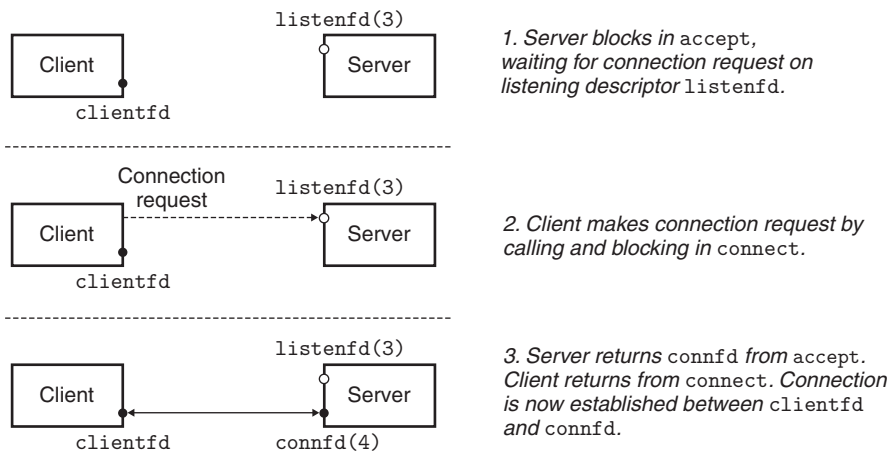 listenfd(3)
Client
Server
clientfd
1. Server blocks in accept,
waiting for connection request on
listening descriptor listenfd.
Connection
request
listenfd(3)
Client
Server
clientfd
2. Client makes connection request by
calling and blocking in connect.
listenfd(3)
Client
Server
clientfd
connfd(4)
3. Server returns connfd from accept.
Client returns from connect. Connection
is now established between clientfd
and connfd.